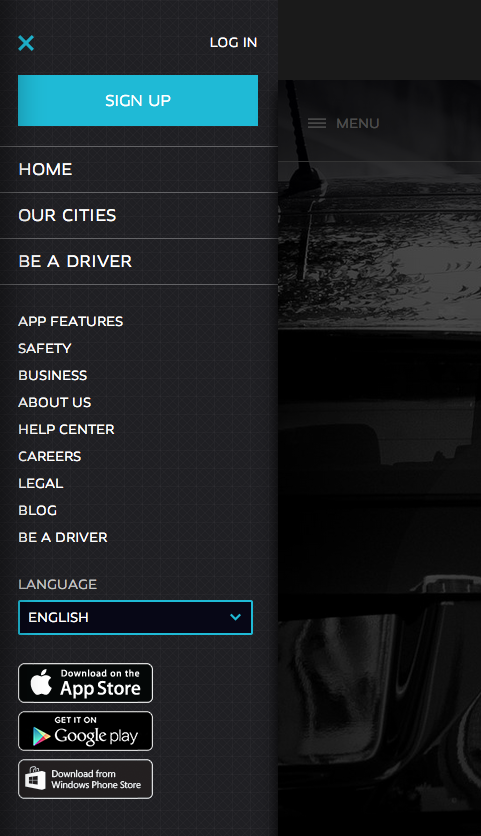 LOG IN
SIGN UP
MENU
HOME
OUR CITIES
BE A DRIVER
APP FEATURES
SAFETY
BUSINESS
ABOUT US
HELP CENTER
CAREERS
LEGAL
BLOG
BE A DRIVER
LANGUAGE
ENGLISH
Download on the
App Store
GET IT ON
Google play
Download from
Windows Phone Store